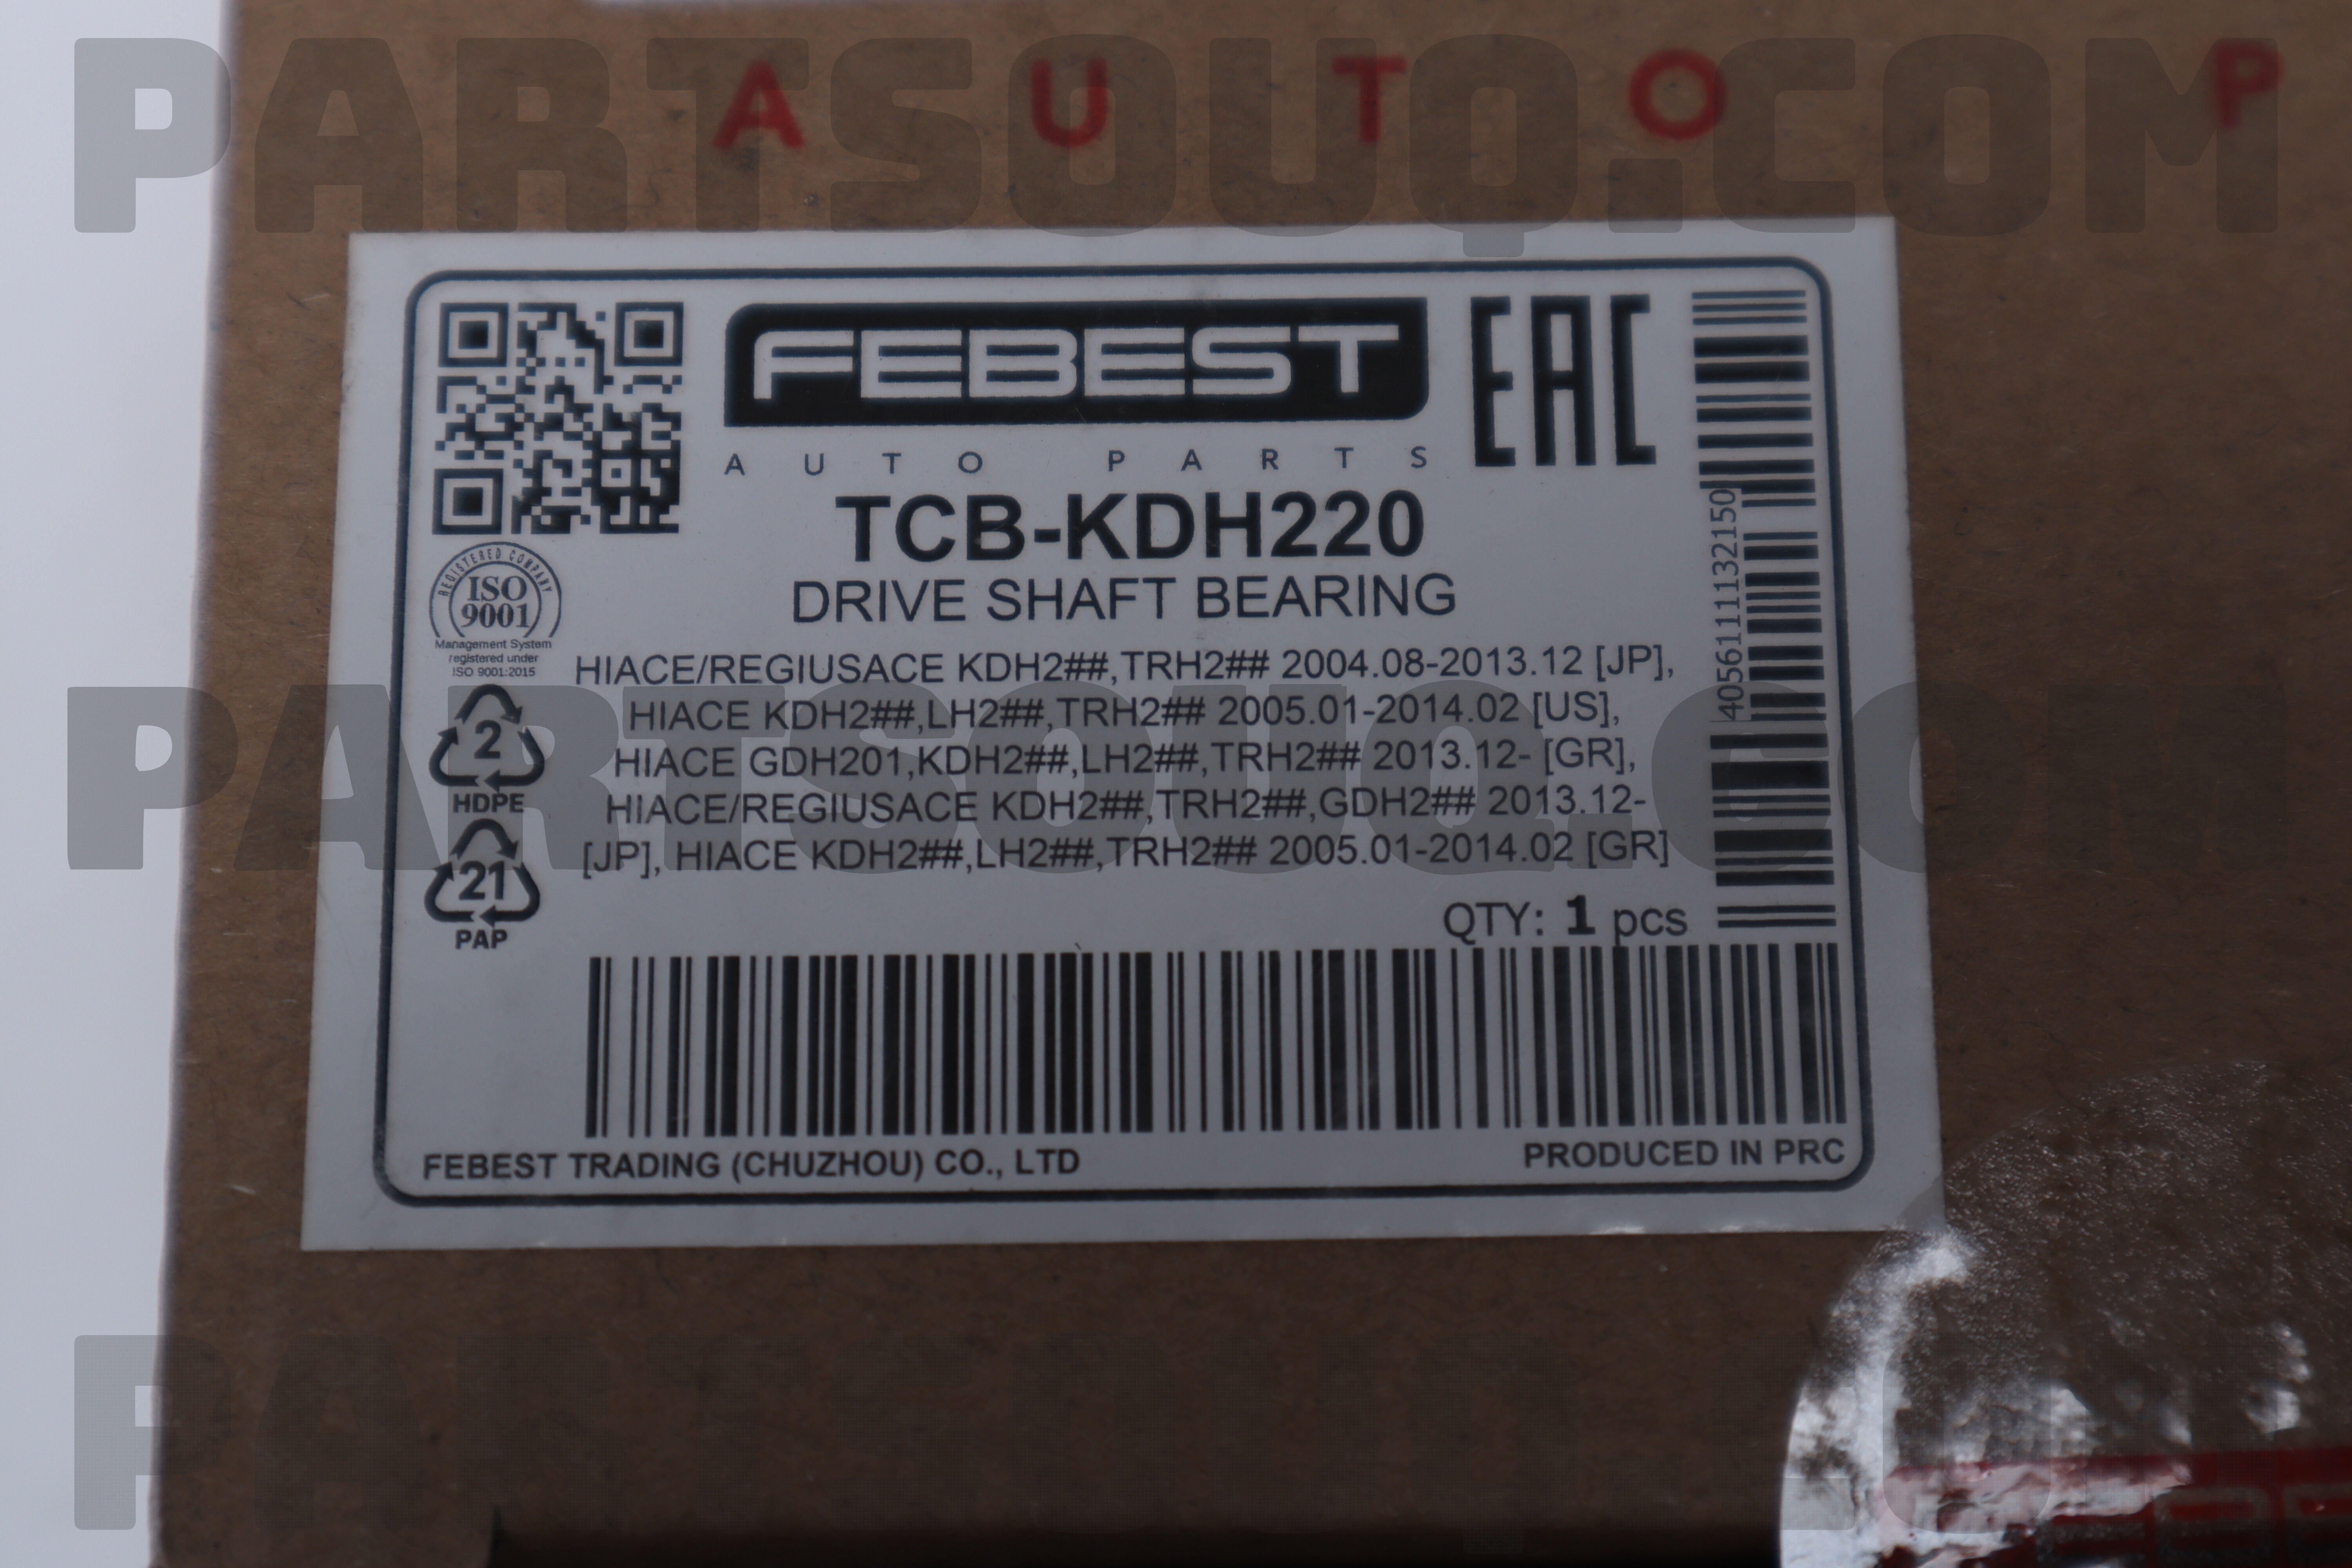 PARTSOUQ.COM
A U T O P
FEBEST
EAC
A U T O P A R T S
TCB-KDH220
DRIVE SHAFT BEARING
REGISTERED COMPANY
ISO
9001
Management System
registered under
ISO 9001:2015
HIACE/REGIUSACE KDH2##,TRH2## 2004.08-2013.12 [JP],
HIACE KDH2##,LH2##,TRH2## 2005.01-2014.02 [US],
HIACE GDH201,KDH2##,LH2##,TRH2## 2013.12- [GR],
HIACE/REGIUSACE KDH2##,TRH2##,GDH2## 2013.12-
[JP], HIACE KDH2##,LH2##,TRH2## 2005.01-2014.02 [GR]
4056111132150
2
HDPE
21
PAP
QTY: 1 pcs
FEBEST TRADING (CHUZHOU) CO., LTD
PRODUCED IN PRC
PARTSOUQ.COM
PARTSOUQ.CO